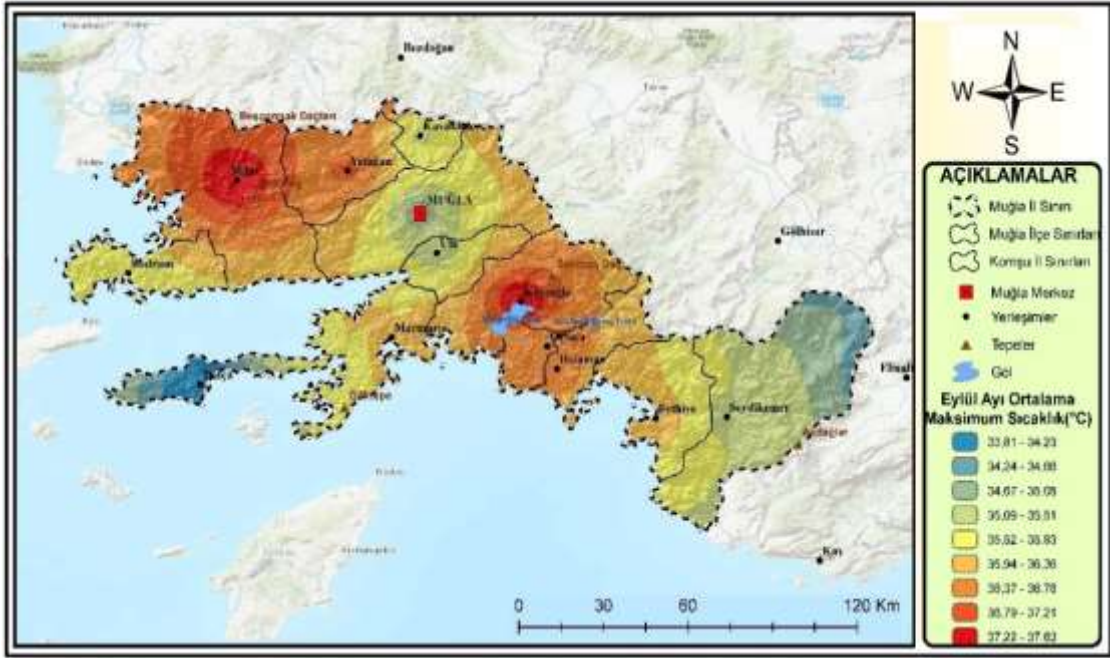 Bozdoğan
Kavaklıdere
Beşparmak Dağları
Yatağan
Milas
MUĞLA
Ula
Bodrum
Gölhisar
Köyceğiz
Marmaris
Ortaca
Dalaman
Fethiye
Seydikemer
Kaş
0 30 60 120 Km
N
W E
S
AÇIKLAMALAR
Muğla İl Sınırı
Muğla İlçe Sınırları
Komşu İl Sınırları
Muğla Merkez
Yerleşimler
Tepeler
Göl
Eylül Ayı Ortalama
Maksimum Sıcaklık(°C)
33,81 - 34,23
34,24 - 34,66
34,67 - 35,08
35,09 - 35,51
35,52 - 35,93
35,94 - 36,36
36,37 - 36,78
36,79 - 37,21
37,22 - 37,62